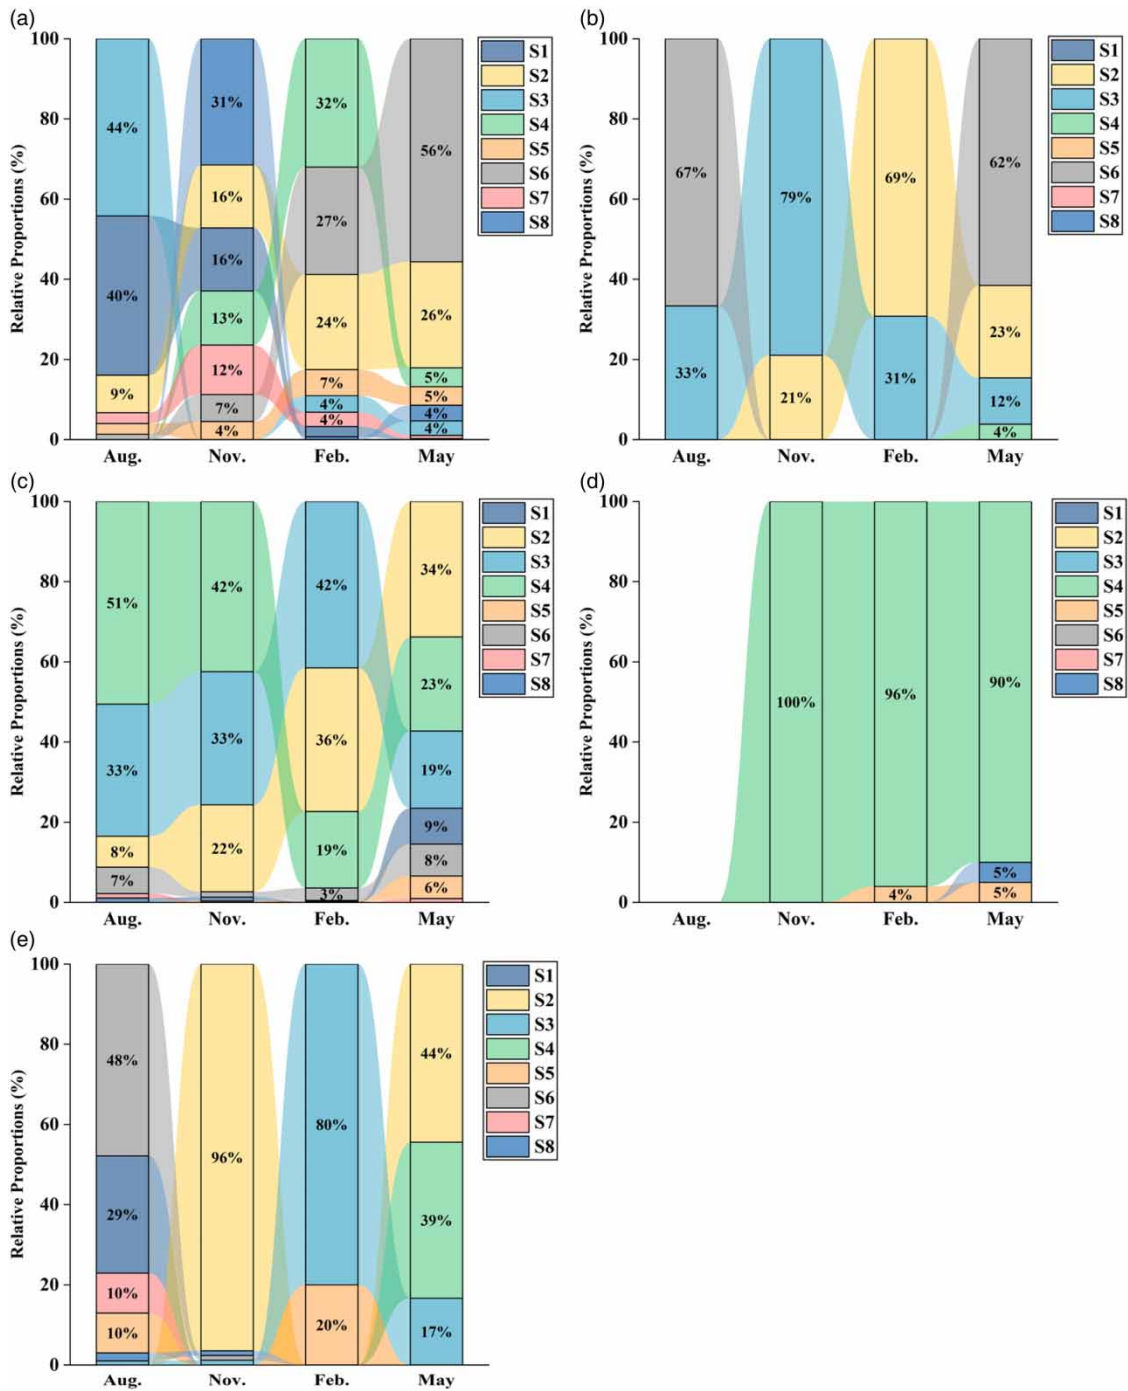 (a)
(b)
100
80
60
40
20
0
Relative Proportions (%)
44%
40%
9%
31%
16%
16%
13%
12%
7%
4%
32%
27%
24%
7%
4%
4%
56%
26%
5%
5%
4%
4%
Aug.
Nov.
Feb.
May
S1
S2
S3
S4
S5
S6
S7
S8
100
80
60
40
20
0
Relative Proportions (%)
67%
33%
79%
21%
69%
31%
62%
23%
12%
4%
Aug.
Nov.
Feb.
May
S1
S2
S3
S4
S5
S6
S7
S8
(c)
(d)
100
80
60
40
20
0
Relative Proportions (%)
51%
33%
8%
7%
42%
33%
22%
42%
36%
19%
3%
34%
23%
19%
9%
8%
6%
Aug.
Nov.
Feb.
May
S1
S2
S3
S4
S5
S6
S7
S8
100
80
60
40
20
0
Relative Proportions (%)
100%
96%
4%
90%
5%
5%
Aug.
Nov.
Feb.
May
S1
S2
S3
S4
S5
S6
S7
S8
(e)
100
80
60
40
20
0
Relative Proportions (%)
48%
29%
10%
10%
96%
80%
20%
44%
39%
17%
Aug.
Nov.
Feb.
May
S1
S2
S3
S4
S5
S6
S7
S8